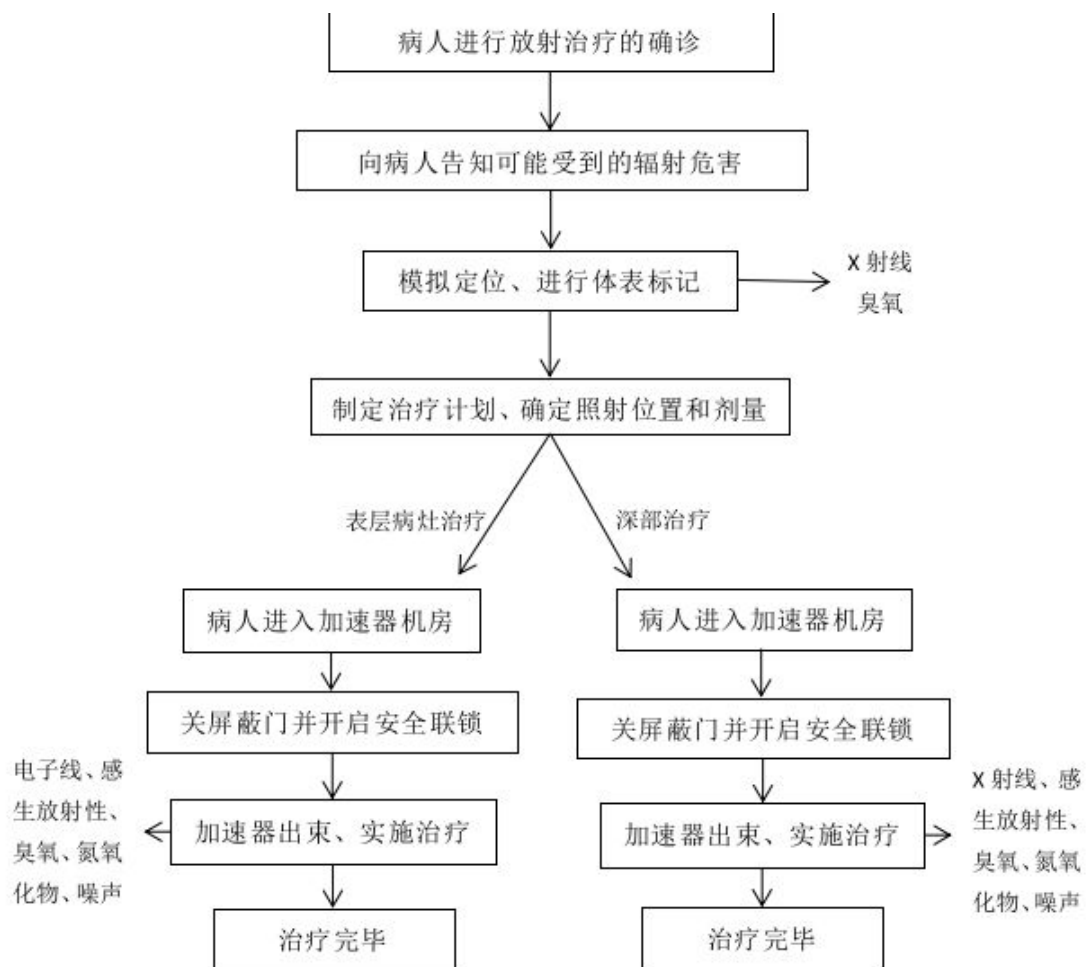 病人进行放射治疗的确诊
向病人告知可能受到的辐射危害
模拟定位、进行体表标记
X 射线
臭氧
制定治疗计划、确定照射位置和剂量
表层病灶治疗
深部治疗
病人进入加速器机房
病人进入加速器机房
关屏蔽门并开启安全联锁
关屏蔽门并开启安全联锁
电子线、感
生放射性、
臭氧、氮氧
化物、噪声
加速器出束、实施治疗
加速器出束、实施治疗
X 射线、感
生放射性、
臭氧、氮氧
化物、噪声
治疗完毕
治疗完毕